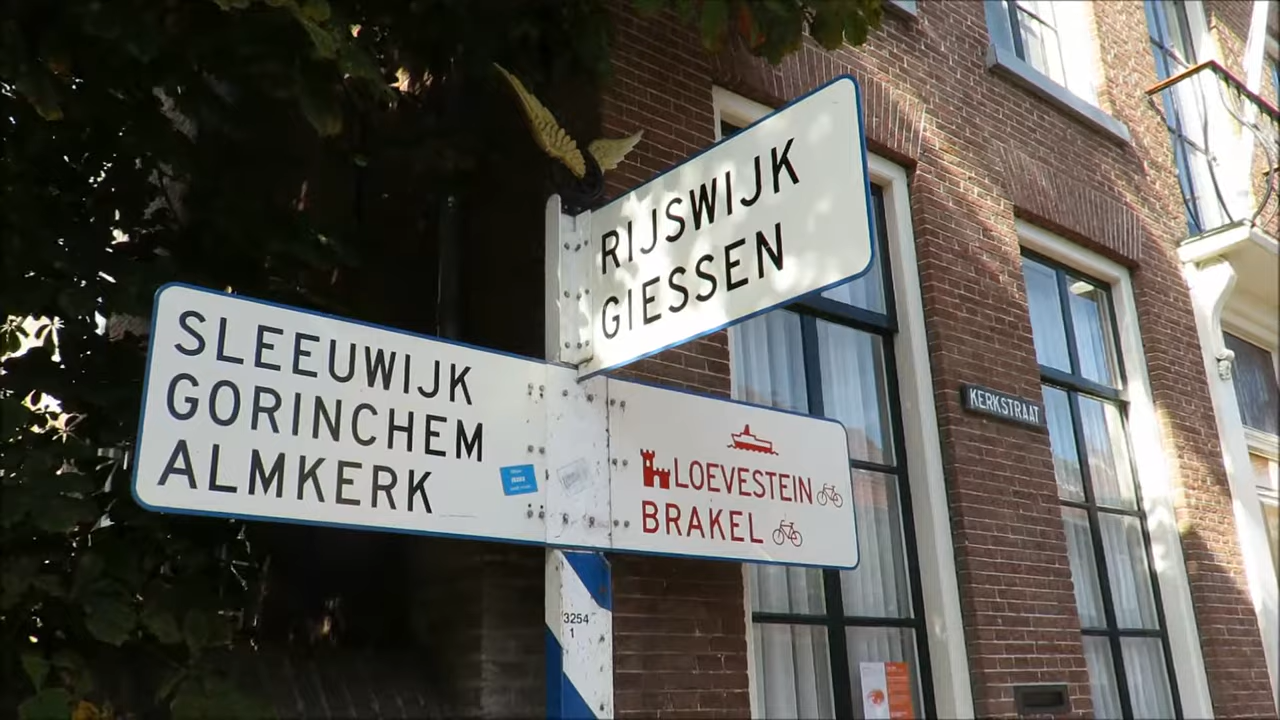 RIJSWIJK
GIESSEN
SLEEUWIJK
GORINCHEM
ALMKERK
LOEVESTEIN
BRAKEL
KERKSTRAAT
3254
1